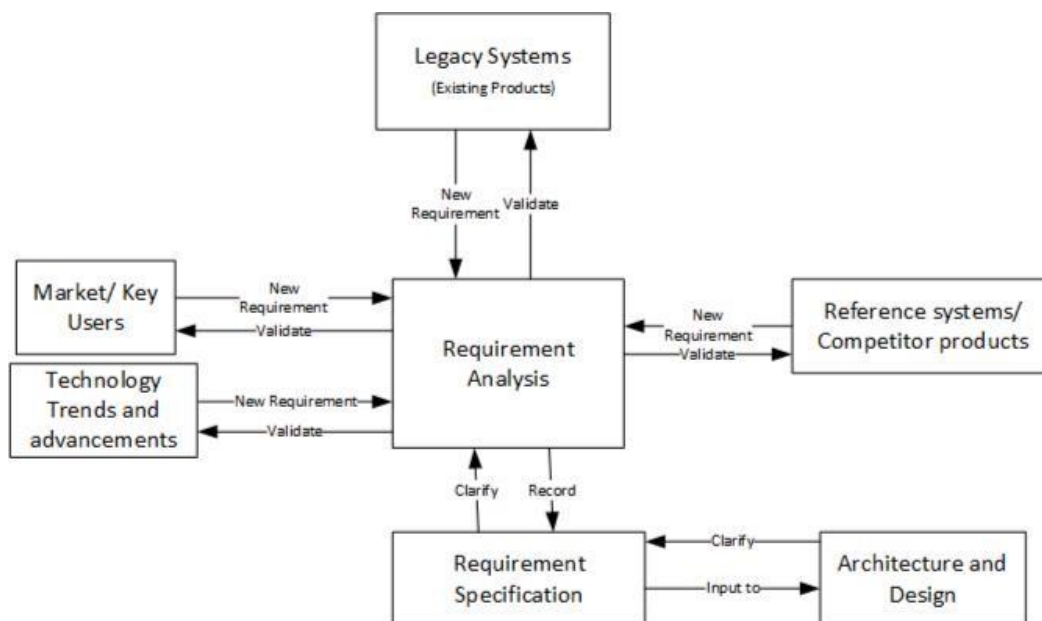 Legacy Systems
(Existing Products)
New
Requirement
Validate
Market/ Key
Users
New
Requirement
Validate
Requirement
Analysis
New
Requirement
Validate
Reference systems/
Competitor products
Technology
Trends and
advancements
New Requirement
Validate
Clarify
Record
Requirement
Specification
Clarify
Input to
Architecture and
Design